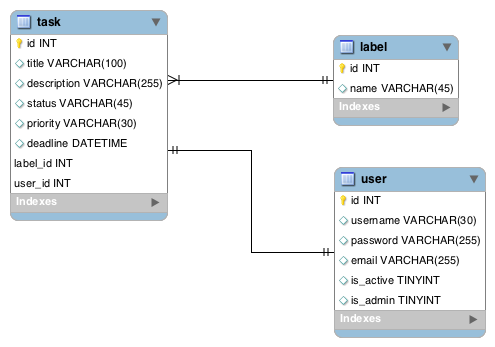 task
id INT
title VARCHAR(100)
description VARCHAR(255)
status VARCHAR(45)
priority VARCHAR(30)
deadline DATETIME
label_id INT
user_id INT
Indexes
label
id INT
name VARCHAR(45)
Indexes
user
id INT
username VARCHAR(30)
password VARCHAR(255)
email VARCHAR(255)
is_active TINYINT
is_admin TINYINT
Indexes